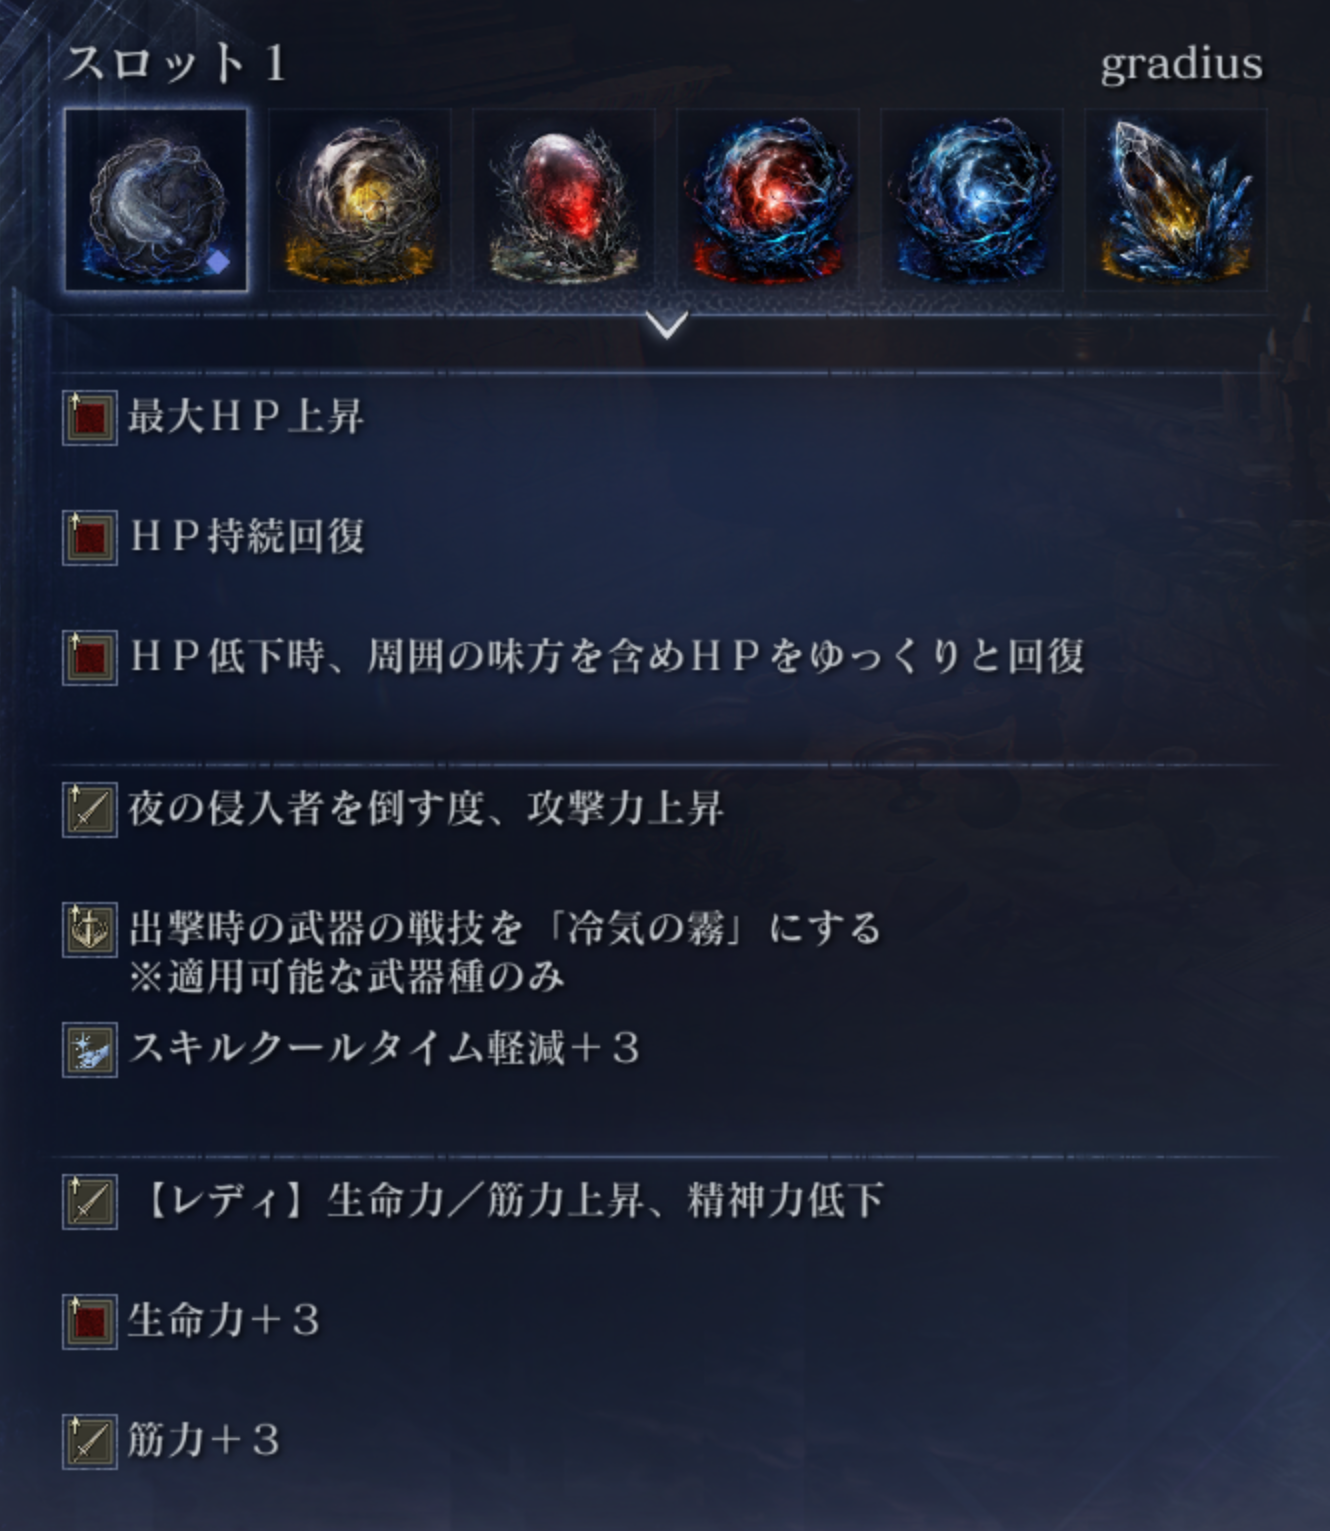 スロット1
gradius
最大ＨＰ上昇
ＨＰ持続回復
ＨＰ低下時、周囲の味方を含めＨＰをゆっくりと回復
夜の侵入者を倒す度、攻撃力上昇
出撃時の武器の戦技を「冷気の霧」にする
※適用可能な武器種のみ
スキルクールタイム軽減＋３
【レディ】生命力／筋力上昇、精神力低下
生命力＋３
筋力＋３